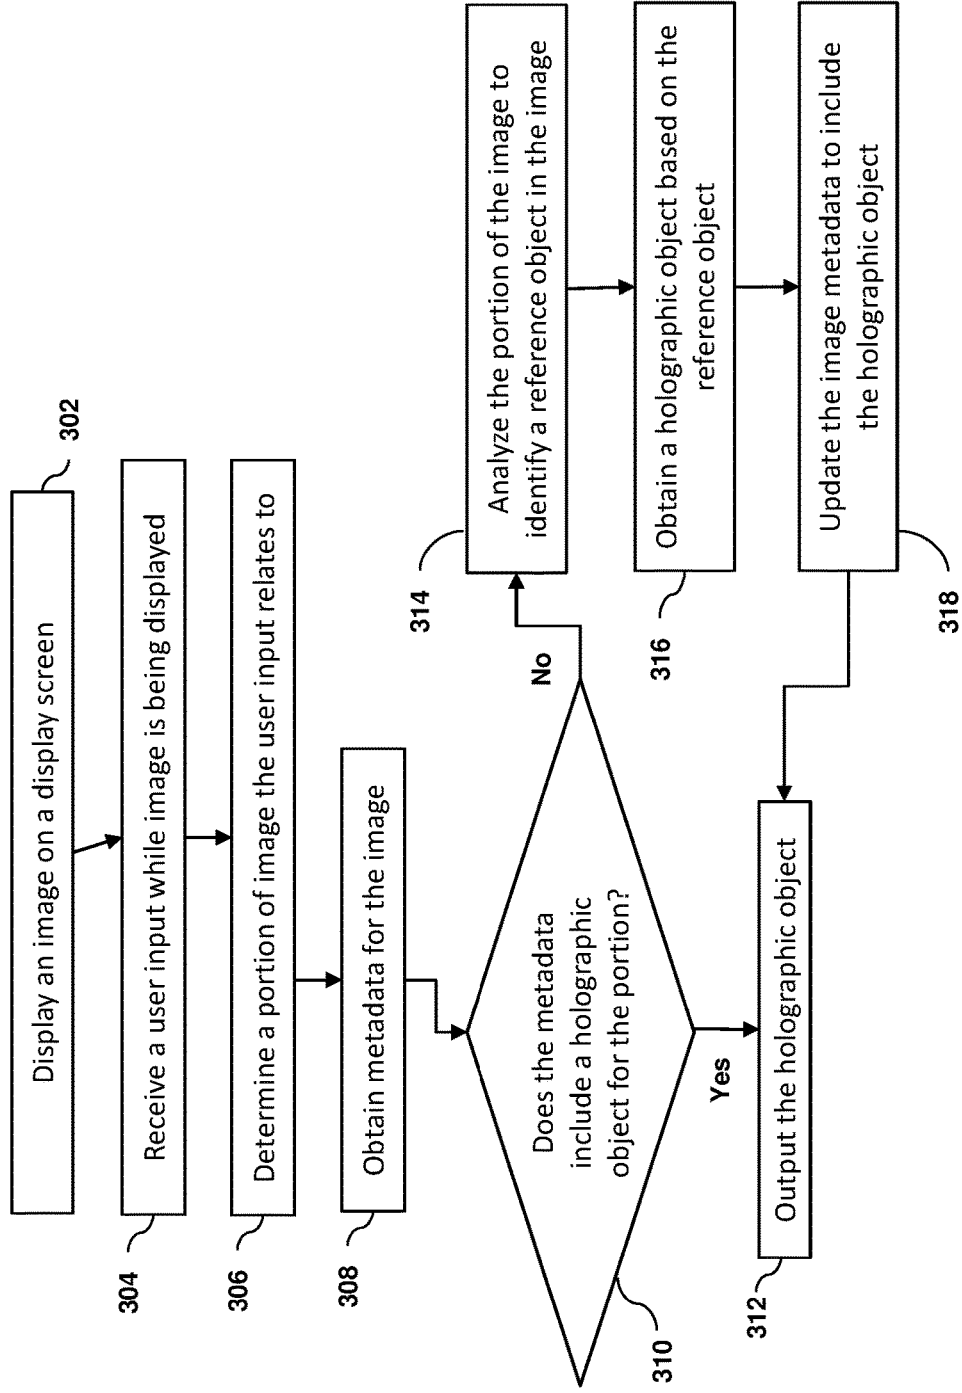 Display an image on a display screen
302
Receive a user input while image is being displayed
304
Determine a portion of image the user input relates to
306
Obtain metadata for the image
308
Does the metadata
include a holographic
object for the portion?
310
No
Yes
314
Analyze the portion of the image to
identify a reference object in the image
316
Obtain a holographic object based on the
reference object
318
Update the image metadata to include
the holographic object
312
Output the holographic object